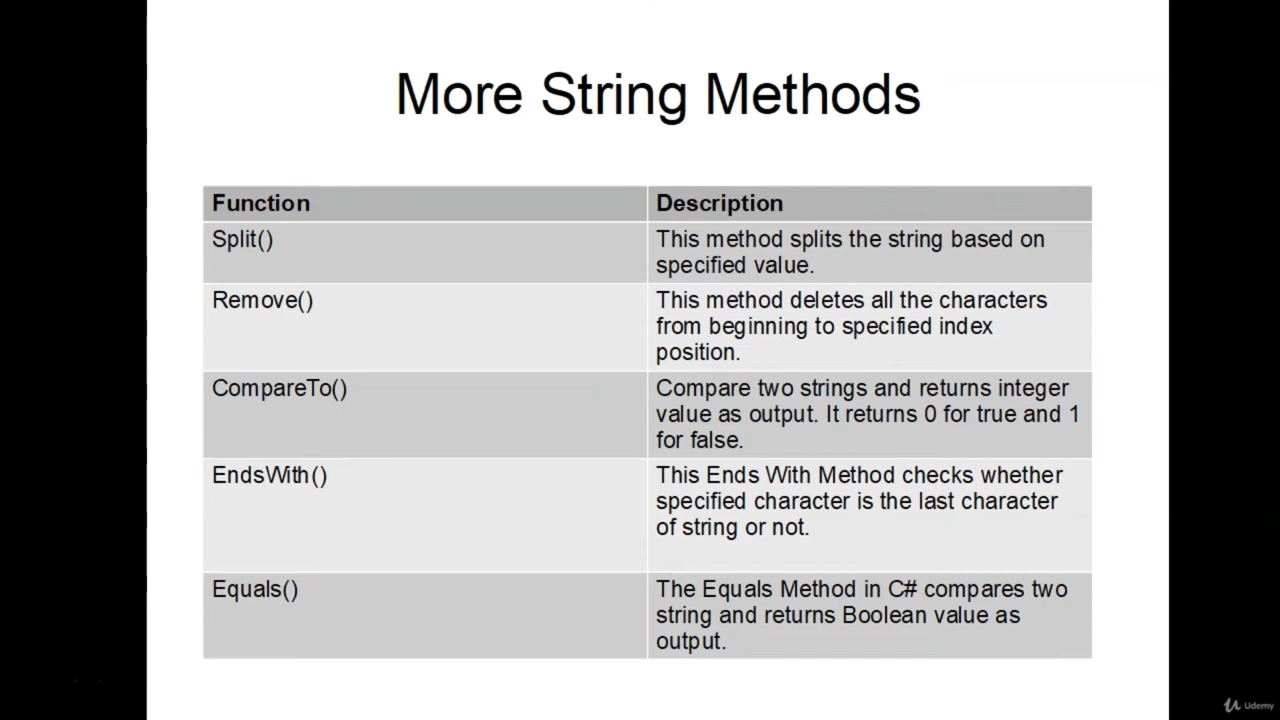 More String Methods
Function
Description
Split()
This method splits the string based on
specified value.
Remove()
This method deletes all the characters
from beginning to specified index
position.
CompareTo()
Compare two strings and returns integer
value as output. It returns 0 for true and 1
for false.
EndsWith()
This Ends With Method checks whether
specified character is the last character
of string or not.
Equals()
The Equals Method in C# compares two
string and returns Boolean value as
output.
Udemy